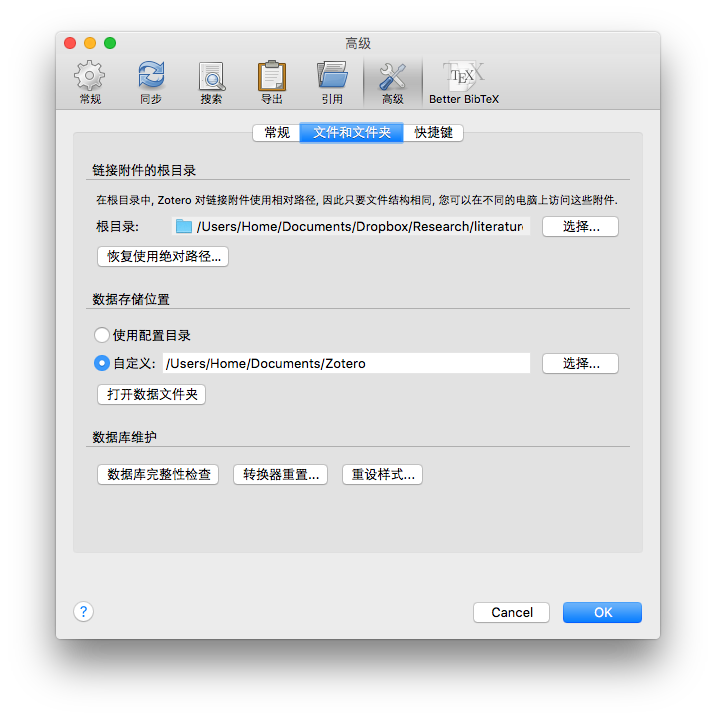 高级
常规 同步 搜索 导出 引用 高级 Better BibTeX
TEX
常规 文件和文件夹 快捷键
链接附件的根目录
在根目录中, Zotero 对链接附件使用相对路径, 因此只要文件结构相同, 您可以在不同的电脑上访问这些附件.
根目录: /Users/Home/Documents/Dropbox/Research/literature 选择...
恢复使用绝对路径...
数据存储位置
使用配置目录
自定义: /Users/Home/Documents/Zotero 选择...
打开数据文件夹
数据库维护
数据库完整性检查 转换器重置... 重设样式...
? Cancel OK